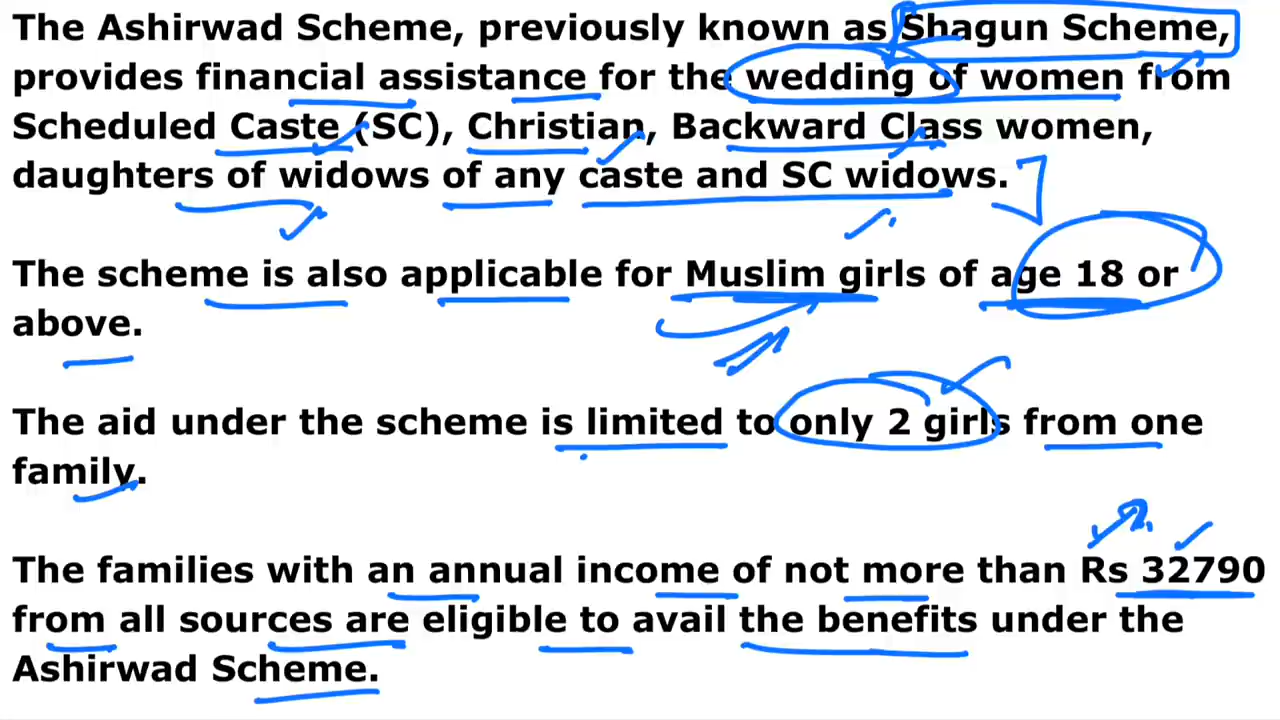 The Ashirwad Scheme, previously known as Shagun Scheme,
provides financial assistance for the wedding of women from
Scheduled Caste (SC), Christian, Backward Class women,
daughters of widows of any caste and SC widows.
The scheme is also applicable for Muslim girls of age 18 or
above.
The aid under the scheme is limited to only 2 girls from one
family.
The families with an annual income of not more than Rs 32790
from all sources are eligible to avail the benefits under the
Ashirwad Scheme.